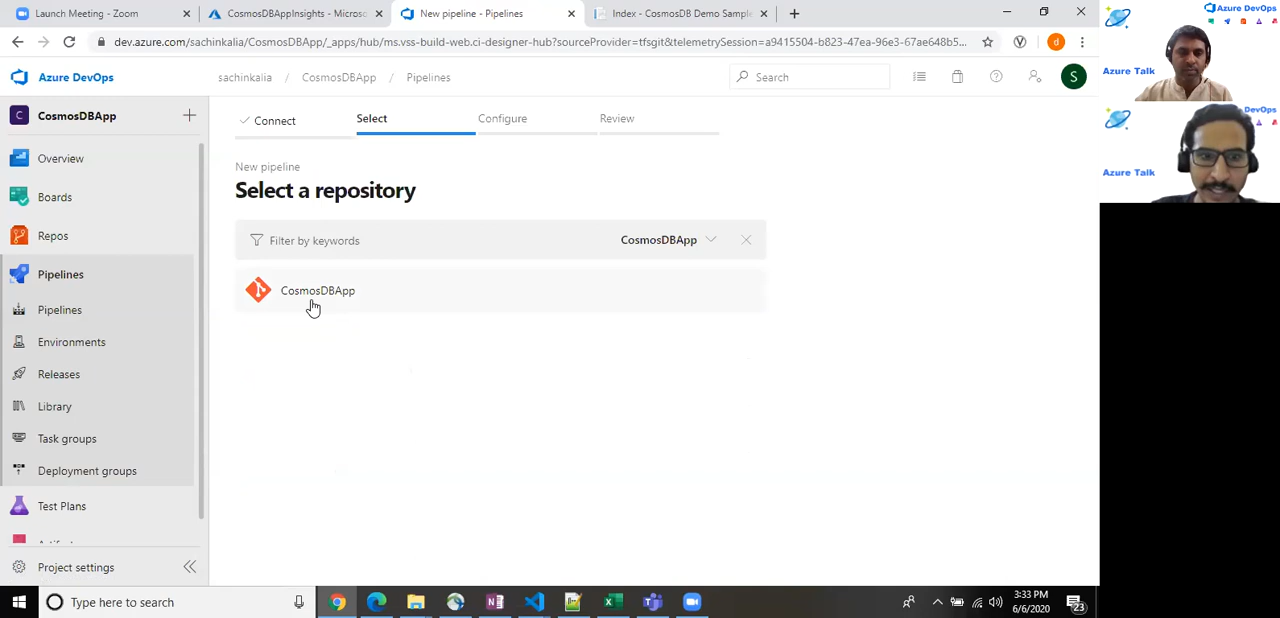 Launch Meeting - Zoom
CosmosDBAppInsights - Microso
New pipeline - Pipelines
Index - CosmosDB Demo Sample
dev.azure.com/sachinkalia/CosmosDBApp/_apps/hub/ms.vss-build-web.ci-designer-hub?sourceProvider=tfsgit&telemetrySession=a9415504-b823-47ea-96e3-67ae648b5...
d
Azure DevOps
sachinkalia / CosmosDBApp / Pipelines
Search
S
C CosmosDBApp
Overview
Boards
Repos
Pipelines
Pipelines
Environments
Releases
Library
Task groups
Deployment groups
Test Plans
Project settings
Connect
Select
Configure
Review
New pipeline
Select a repository
Filter by keywords
CosmosDBApp
CosmosDBApp
Azure DevOps
Azure Talk
DevOps
Azure Talk
Type here to search
3:33 PM
6/6/2020
23